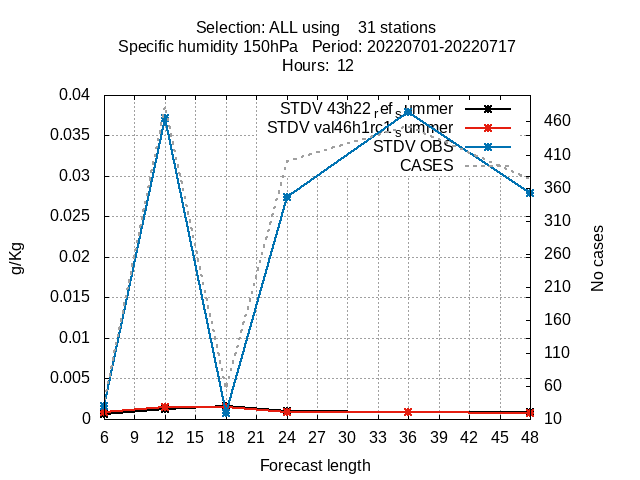 Selection: ALL using    31 stations
Specific humidity 150hPa   Period: 20220701-20220717
Hours:  12
STDV 43h22_ref_summer
STDV val46h1rc1_summer
STDV OBS
CASES
0.04
0.035
0.03
0.025
0.02
0.015
0.01
0.005
0
460
410
360
310
260
210
160
110
60
10
g/Kg
No cases
6 9 12 15 18 21 24 27 30 33 36 39 42 45 48
Forecast length